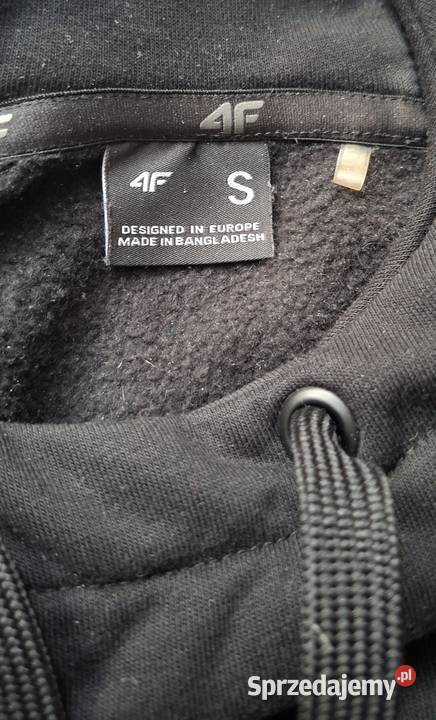 4F
4F S
DESIGNED IN EUROPE
MADE IN BANGLADESH
Sprzedajemy.pl